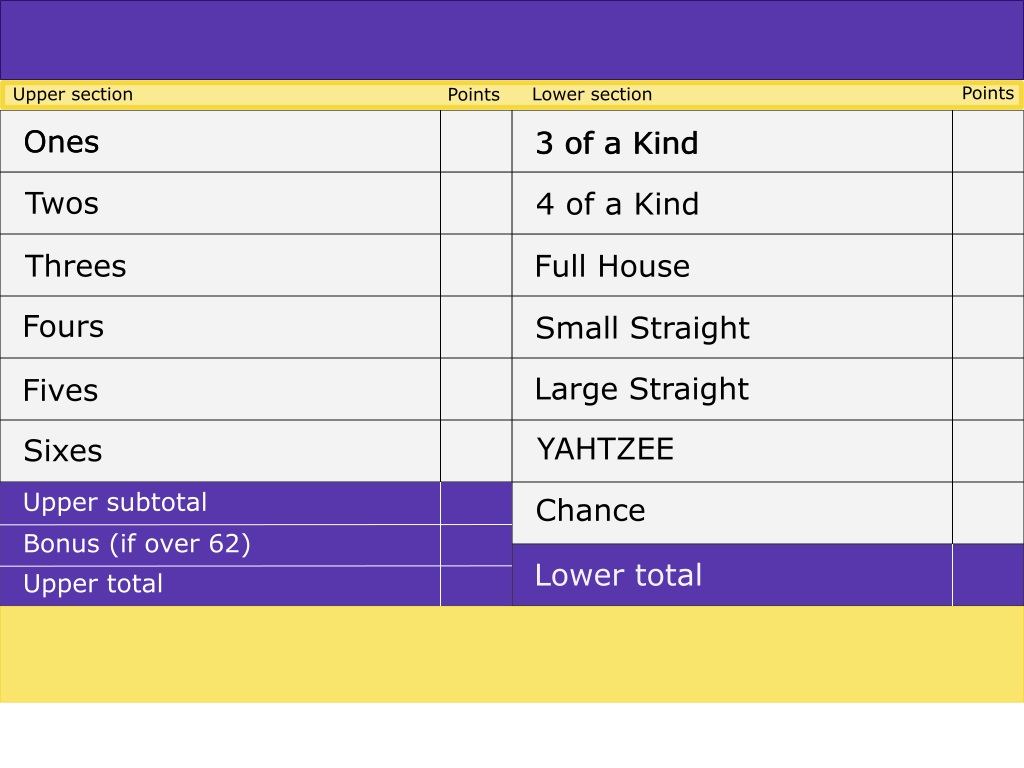 Upper section Points Lower section Points
Ones 3 of a Kind
Twos 4 of a Kind
Threes Full House
Fours Small Straight
Fives Large Straight
Sixes YAHTZEE
Upper subtotal Chance
Bonus (if over 62)
Upper total Lower total